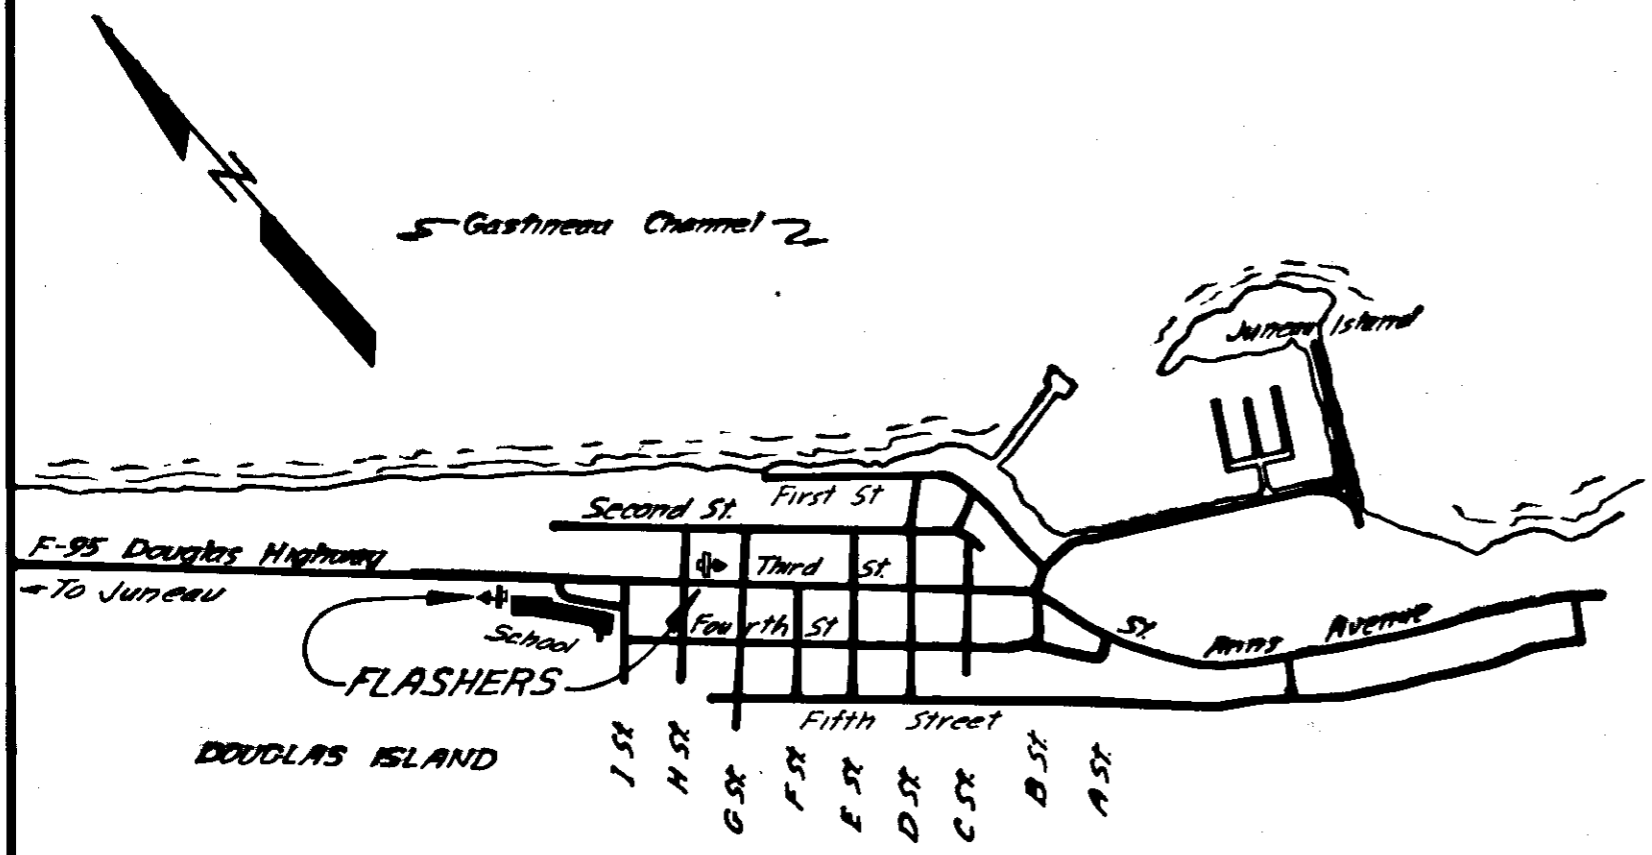 N
Gastineau Channel
Juneau Island
First St
Second St.
F-95 Douglas Highway
Third St.
To Juneau
School
Fourth St
St. Anns Avenue
FLASHERS
Fifth Street
DOUGLAS ISLAND
I St
H St
G St.
F St
E St
D St.
C St.
B St.
A St.